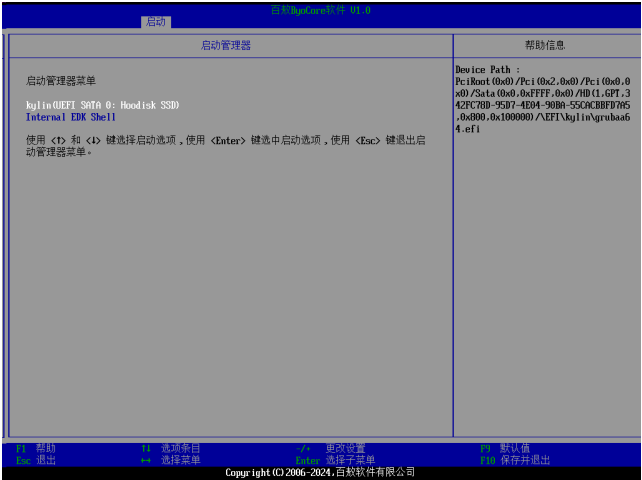 百敖ByoCore软件 V1.0
启动
启动管理器
帮助信息
启动管理器菜单
kylin(UEFI SATA 0: Hoodisk SSD)
Internal EDK Shell
使用 <↑> 和 <↓> 键选择启动选项，使用 <Enter> 键选中启动选项，使用 <Esc> 键退出启
动管理器菜单。
Device Path :
PciRoot(0x0)/Pci(0x2,0x0)/Pci(0x0,0
x0)/Sata(0x0,0xFFFF,0x0)/HD(1,GPT,3
42FC78D-95D7-4E04-90BA-55CACBBFD7A5
,0x800,0x100000)/\EFI\kylin\grubaa6
4.efi
F1 帮助 ↑↓ 选项条目 -/+ 更改设置 F9 默认值
Esc 退出 ↔ 选择菜单 Enter 选择子菜单 F10 保存并退出
Copyright(C)2006-2024,百敖软件有限公司